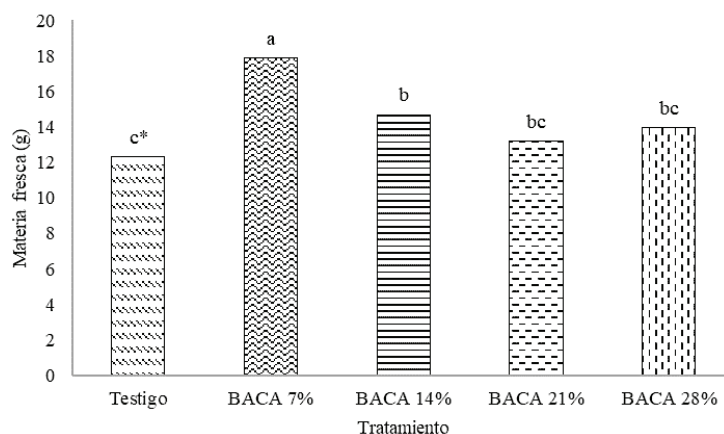 20
18
16
14
12
10
8
6
4
2
0
Materia fresca (g)
c*
a
b
bc
bc
Testigo
BACA 7%
BACA 14%
BACA 21%
BACA 28%
Tratamiento